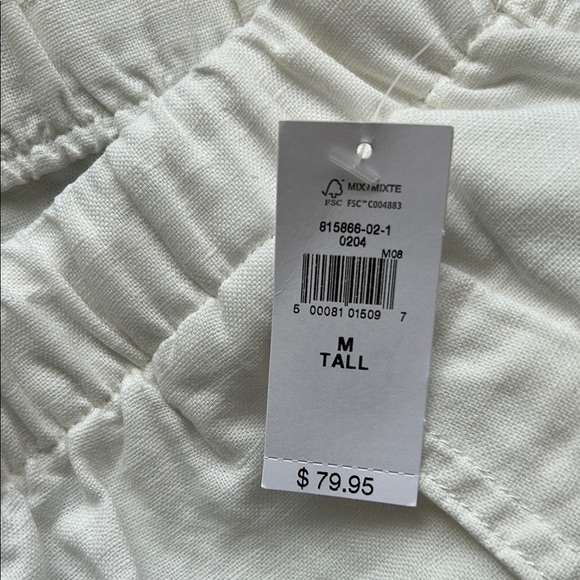 MIX / MIXTE
FSC FSC™ C004883
815866-02-1
0204
M08
5 00081 01509 7
M
TALL
$ 79.95